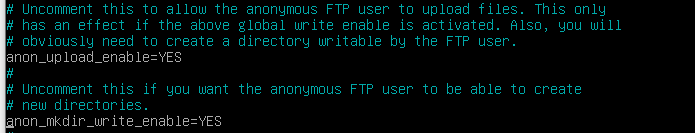 # Uncomment this to allow the anonymous FTP user to upload files. This only
# has an effect if the above global write enable is activated. Also, you will
# obviously need to create a directory writable by the FTP user.
anon_upload_enable=YES
#
# Uncomment this if you want the anonymous FTP user to be able to create
# new directories.
anon_mkdir_write_enable=YES